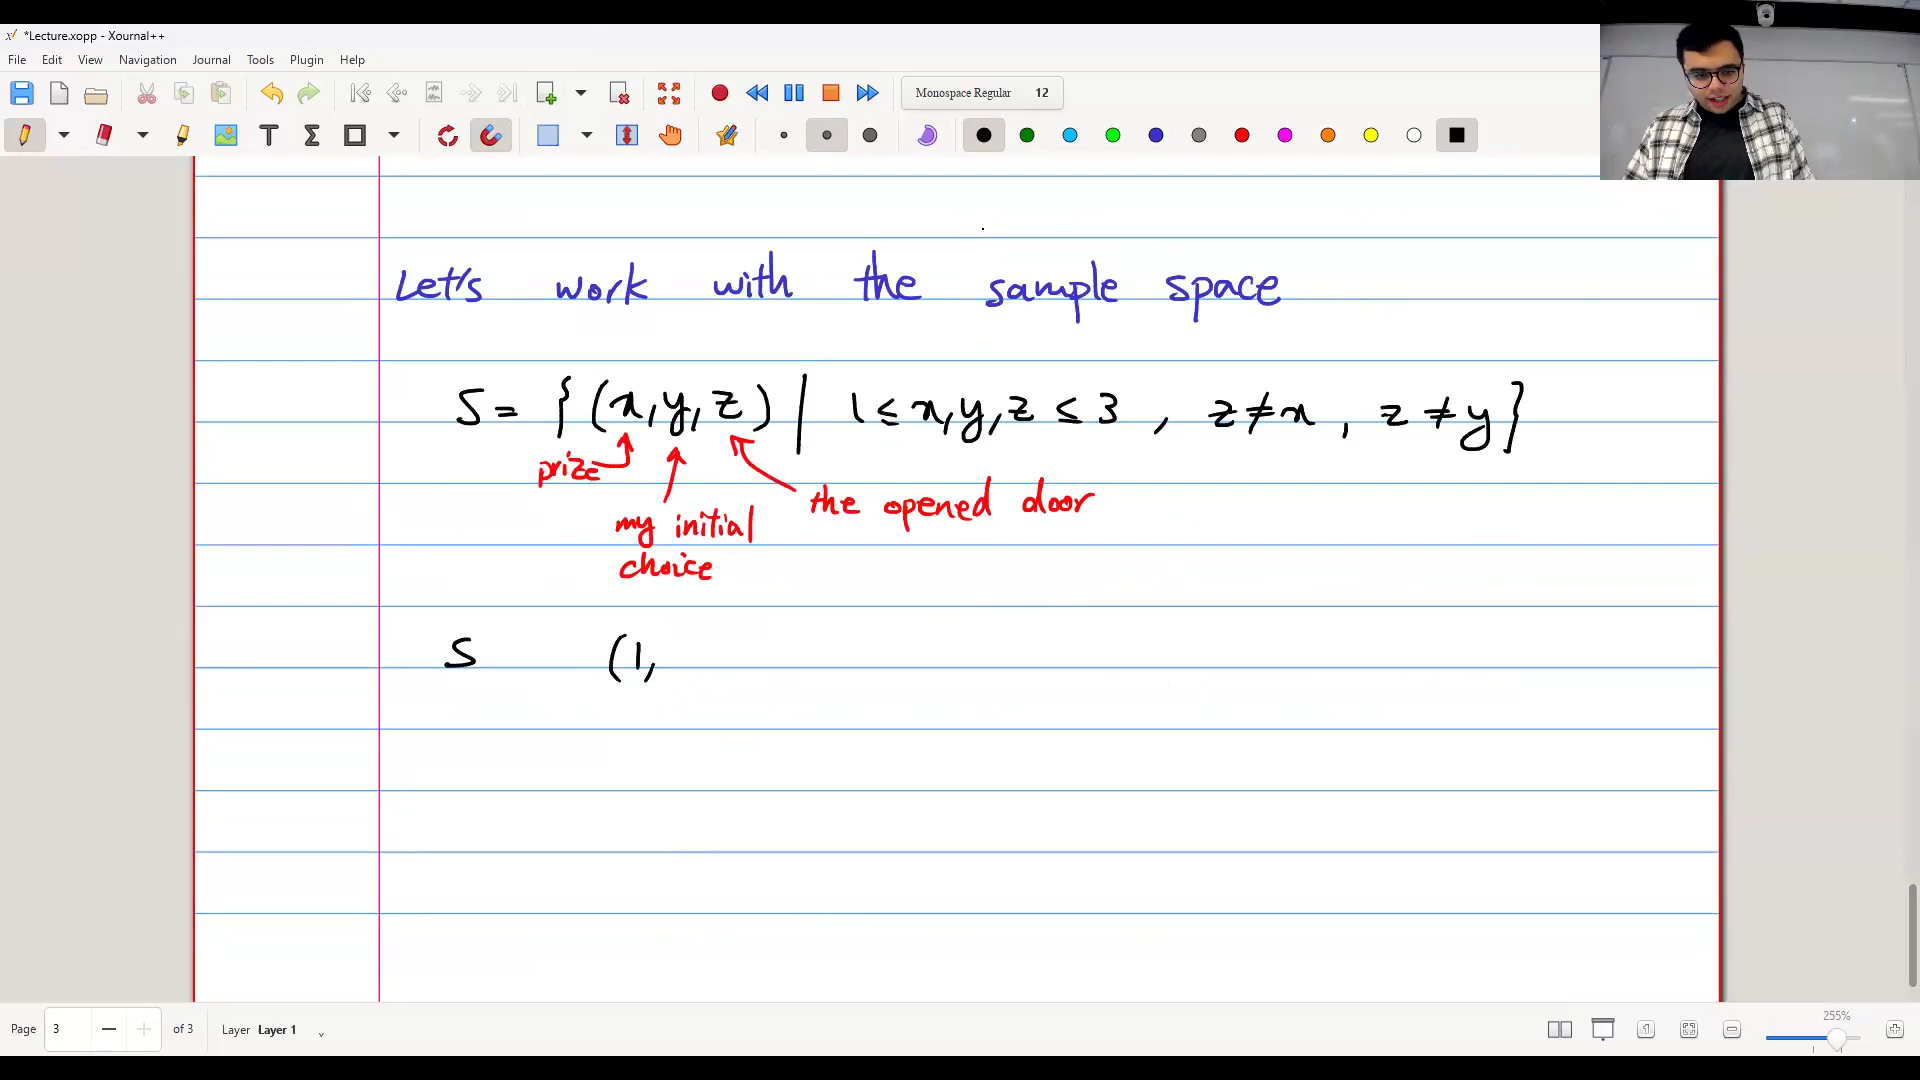 *Lecture.xopp - Xournal++
File Edit View Navigation Journal Tools Plugin Help
Monospace Regular 12
Let's work with the sample space
S = {(x,y,z) | 1≤x,y,z≤3 , z≠x , z≠y}
prize
my initial
choice
the opened door
S (1,
Page 3 of 3 Layer Layer 1
255%